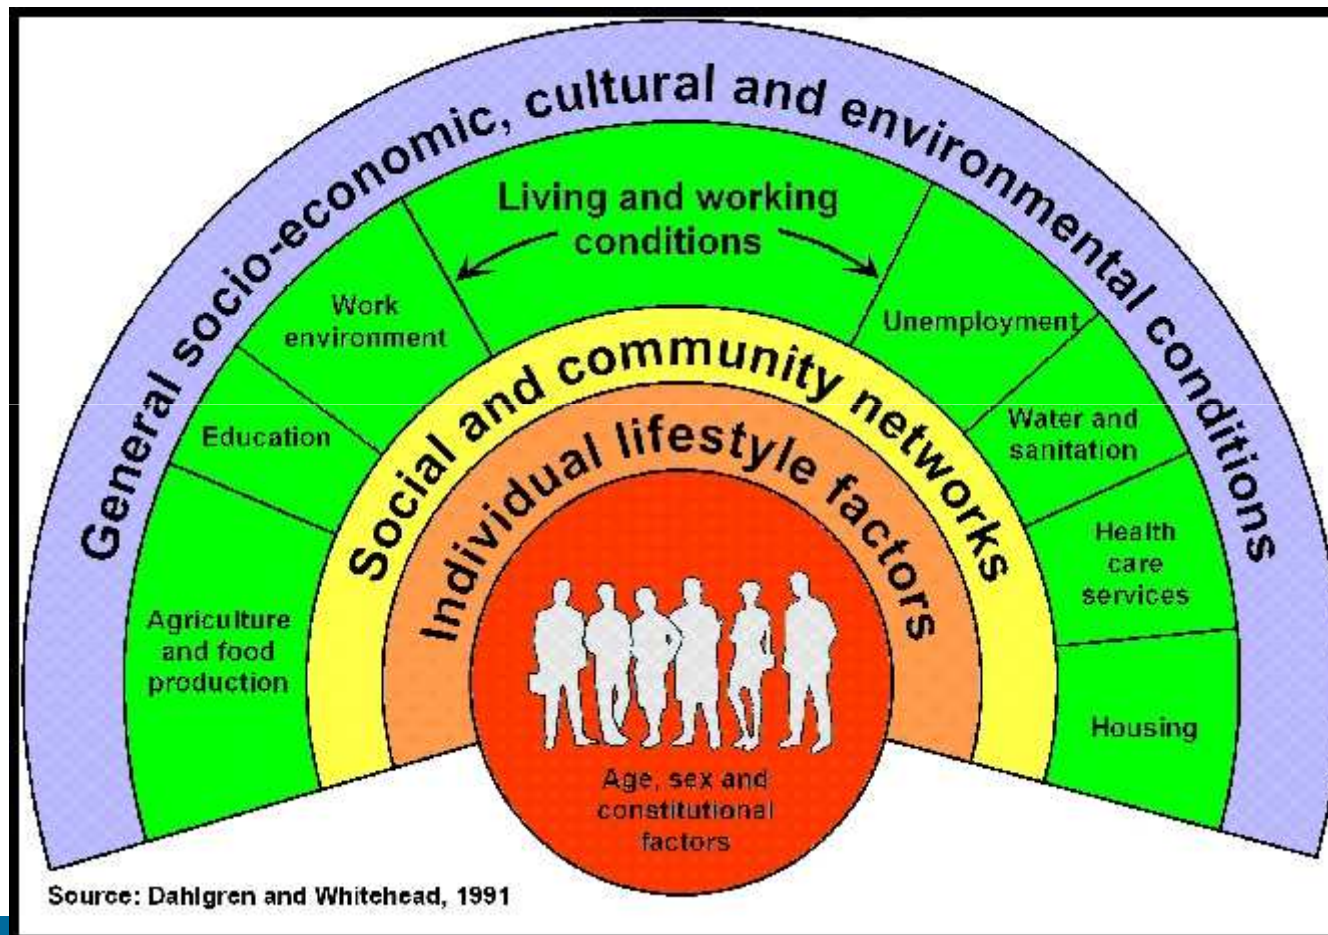 General socio-economic, cultural and environmental conditions
Living and working
conditions
Work
environment
Unemployment
Education
Water and
sanitation
Agriculture
and food
production
Health
care
services
Housing
Social and community networks
Individual lifestyle factors
Age, sex and
constitutional
factors
Source: Dahlgren and Whitehead, 1991